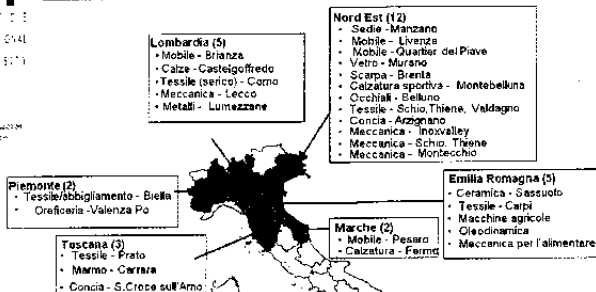 Lombardia (5)
• Mobile - Brianza
• Calze - Castelgoffredo
• Tessile (serico) - Como
• Meccanica - Lecco
• Metalli - Lumezzane
Nord Est (12)
• Sedie - Manzano
• Mobile - Livenza
• Mobile - Quartier del Piave
• Vetro - Murano
• Scarpa - Brenta
• Calzatura sportiva - Montebelluna
• Occhiali - Belluno
• Tessile - Schio, Thiene, Valdagno
• Concia - Arzignano
• Meccanica - Inoxvalley
• Meccanica - Schio, Thiene
• Meccanica - Montecchio
Piemonte (2)
• Tessile/abbigliamento - Biella
• Oreficeria - Valenza Po
Emilia Romagna (5)
• Ceramica - Sassuolo
• Tessile - Carpi
• Macchine agricole
• Oleodinamica
• Meccanica per l'alimentare
Marche (2)
• Mobile - Pesaro
• Calzatura - Fermo
Toscana (3)
• Tessile - Prato
• Marmo - Carrara
• Concia - S.Croce sull'Arno